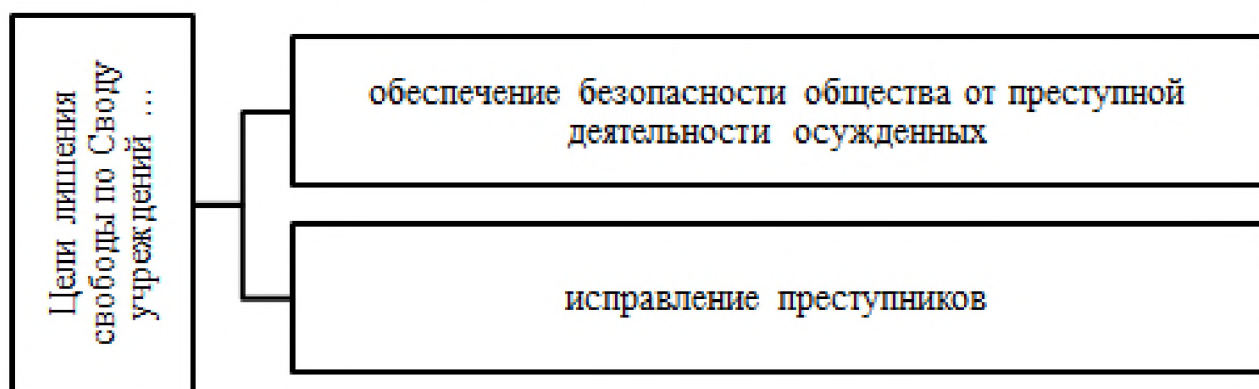 Цели лишения
свободы по Своду
учреждений …
обеспечение безопасности общества от преступной
деятельности осужденных
исправление преступников